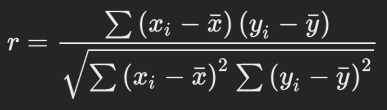 r = \frac{\sum (x_i - \bar{x}) (y_i - \bar{y})}{\sqrt{\sum (x_i - \bar{x})^2 \sum (y_i - \bar{y})^2}}